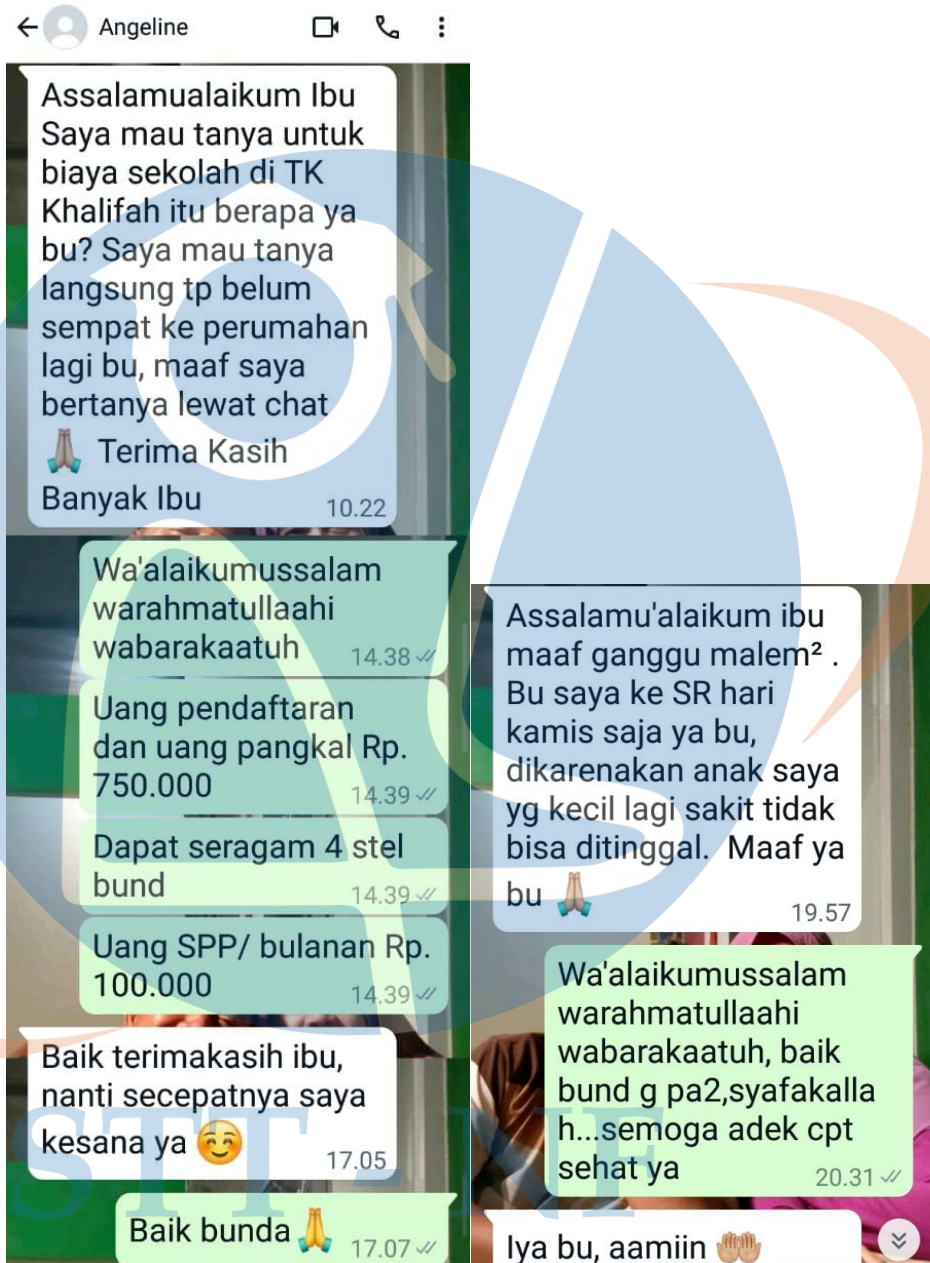 Angeline
Assalamualaikum Ibu
Saya mau tanya untuk
biaya sekolah di TK
Khalifah itu berapa ya
bu? Saya mau tanya
langsung tp belum
sempat ke perumahan
lagi bu, maaf saya
bertanya lewat chat
🙏🏼 Terima Kasih
Banyak Ibu 10.22
Wa'alaikumussalam
warahmatullaahi
wabarakaatuh 14.38
Uang pendaftaran
dan uang pangkal Rp.
750.000 14.39
Dapat seragam 4 stel
bund 14.39
Uang SPP/ bulanan Rp.
100.000 14.39
Baik terimakasih ibu,
nanti secepatnya saya
kesana ya ☺️ 17.05
Baik bunda 🙏 17.07
Assalamu'alaikum ibu
maaf ganggu malem² .
Bu saya ke SR hari
kamis saja ya bu,
dikarenakan anak saya
yg kecil lagi sakit tidak
bisa ditinggal. Maaf ya
bu 🙏🏼 19.57
Wa'alaikumussalam
warahmatullaahi
wabarakaatuh, baik
bund g pa2,syafakalla
h...semoga adek cpt
sehat ya 20.31
Iya bu, aamiin 🤲🏼
STT - NF